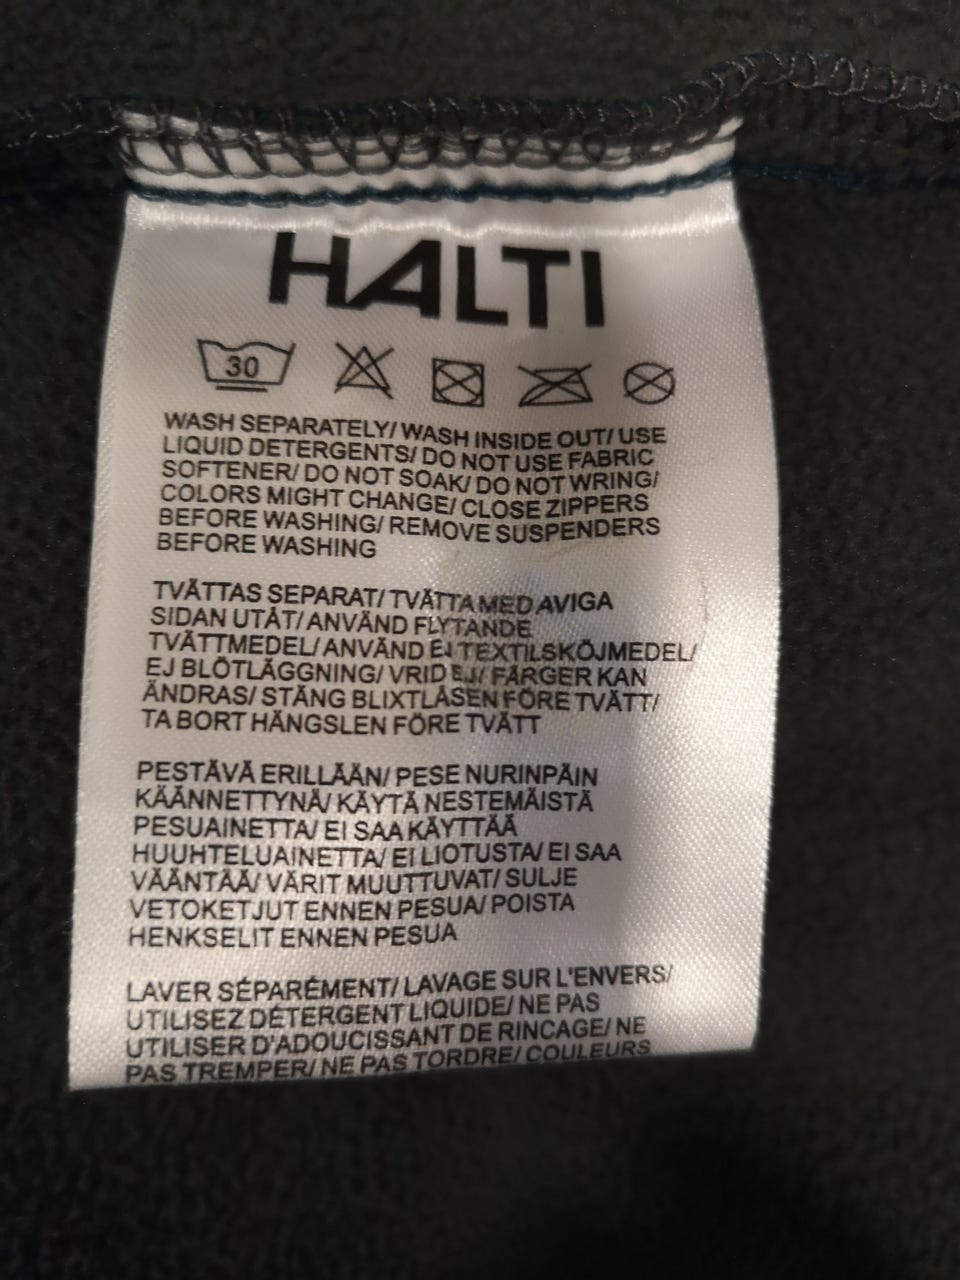 HALTI
30
WASH SEPARATELY/ WASH INSIDE OUT/ USE
LIQUID DETERGENTS/ DO NOT USE FABRIC
SOFTENER/ DO NOT SOAK/ DO NOT WRING/
COLORS MIGHT CHANGE/ CLOSE ZIPPERS
BEFORE WASHING/ REMOVE SUSPENDERS
BEFORE WASHING
TVÄTTAS SEPARAT/ TVÄTTA MED AVIGA
SIDAN UTÅT/ ANVÄND FLYTANDE
TVÄTTMEDEL/ ANVÄND EJ TEXTILSKÖJMEDEL/
EJ BLÖTLÄGGNING/ VRID EJ/ FÄRGER KAN
ÄNDRAS/ STÄNG BLIXTLÅSEN FÖRE TVÄTT/
TA BORT HÄNGSLEN FÖRE TVÄTT
PESTÄVÄ ERILLÄÄN/ PESE NURINPÄIN
KÄÄNNETTYNÄ/ KÄYTÄ NESTEMÄISTÄ
PESUAINETTA/ EI SAA KÄYTTÄÄ
HUUHTELUAINETTA/ EI LIOTUSTA/ EI SAA
VÄÄNTÄÄ/ VÄRIT MUUTTUVAT/ SULJE
VETOKETJUT ENNEN PESUA/ POISTA
HENKSELIT ENNEN PESUA
LAVER SÉPARÉMENT/ LAVAGE SUR L'ENVERS/
UTILISEZ DÉTERGENT LIQUIDE/ NE PAS
UTILISER D'ADOUCISSANT DE RINCAGE/ NE
PAS TREMPER/ NE PAS TORDRE/ COULEURS